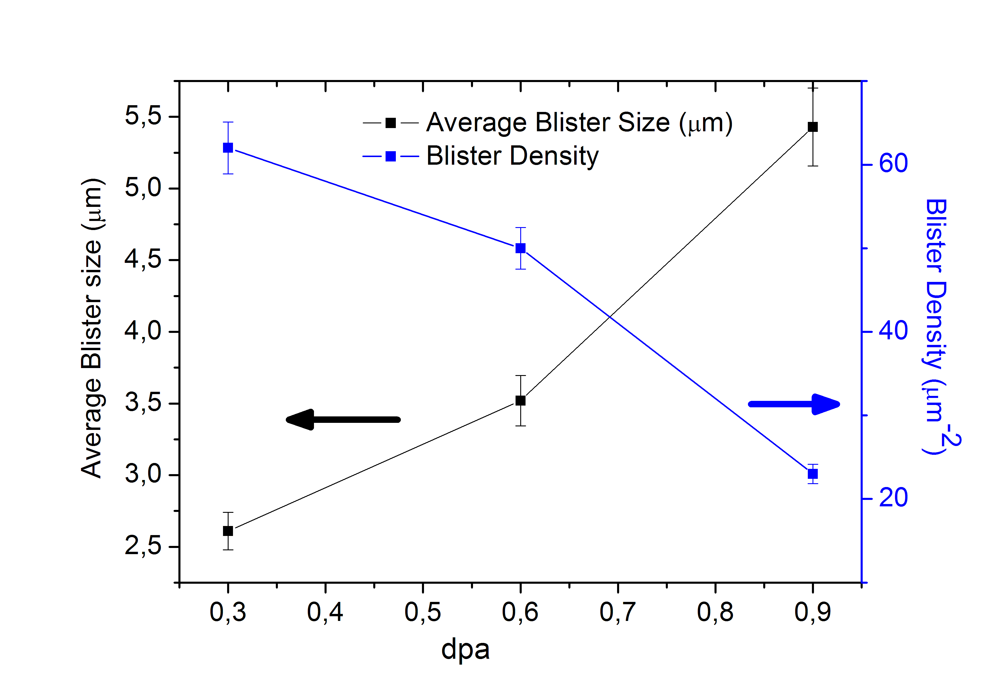 Average Blister Size (μm)
Blister Density
5,5
5,0
4,5
4,0
3,5
3,0
2,5
Average Blister size (μm)
60
40
20
Blister Density (μm-2)
0,3 0,4 0,5 0,6 0,7 0,8 0,9
dpa